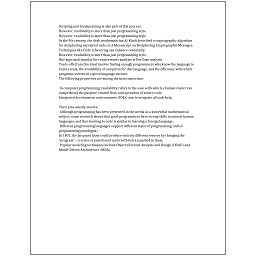 Scripting and breakpointing is also part of this process.
However, readability is more than just programming style.
However, readability is more than just programming style.
In the 9th century, the Arab mathematician Al-Kindi described a cryptographic algorithm
for deciphering encrypted code, in A Manuscript on Deciphering Cryptographic Messages.
Techniques like Code refactoring can enhance readability.
However, readability is more than just programming style.
One approach popular for requirements analysis is Use Case analysis.
Trade-offs from this ideal involve finding enough programmers who know the language to
build a team, the availability of compilers for that language, and the efficiency with which
programs written in a given language execute.
The following properties are among the most important:

In computer programming, readability refers to the ease with which a human reader can
comprehend the purpose, control flow, and operation of source code.
Integrated development environments (IDEs) aim to integrate all such help.

Their jobs usually involve:
Although programming has been presented in the media as a somewhat mathematical
subject, some research shows that good programmers have strong skills in natural human
languages, and that learning to code is similar to learning a foreign language.
Different programming languages support different styles of programming (called
programming paradigms).
In 1801, the Jacquard loom could produce entirely different weaves by changing the
"program" – a series of pasteboard cards with holes punched in them.
Popular modeling techniques include Object-Oriented Analysis and Design (OOAD) and
Model-Driven Architecture (MDA).